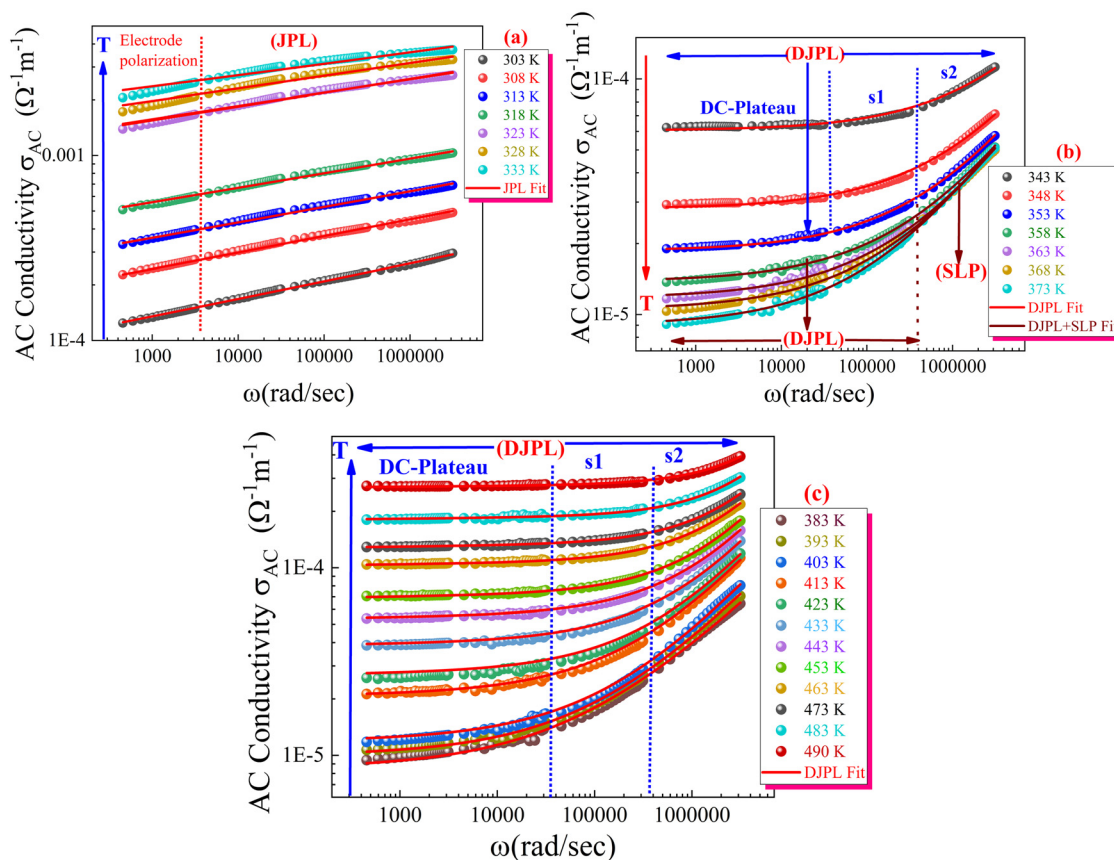 (a)
T
Electrode
polarization
(JPL)
303 K
308 K
313 K
318 K
323 K
328 K
333 K
JPL Fit
0.001
1E-4
AC Conductivity σAC (Ω-1m-1)
1000
10000
100000
1000000
ω(rad/sec)
(b)
(DJPL)
DC-Plateau
s1
s2
1E-4
1E-5
T
(SLP)
(DJPL)
343 K
348 K
353 K
358 K
363 K
368 K
373 K
DJPL Fit
DJPL+SLP Fi
AC Conductivity σAC (Ω-1m-1)
1000
10000
100000
1000000
ω(rad/sec)
(c)
T
(DJPL)
DC-Plateau
s1
s2
1E-4
1E-5
383 K
393 K
403 K
413 K
423 K
433 K
443 K
453 K
463 K
473 K
483 K
490 K
DJPL Fit
AC Conductivity σAC (Ω-1m-1)
1000
10000
100000
1000000
ω(rad/sec)